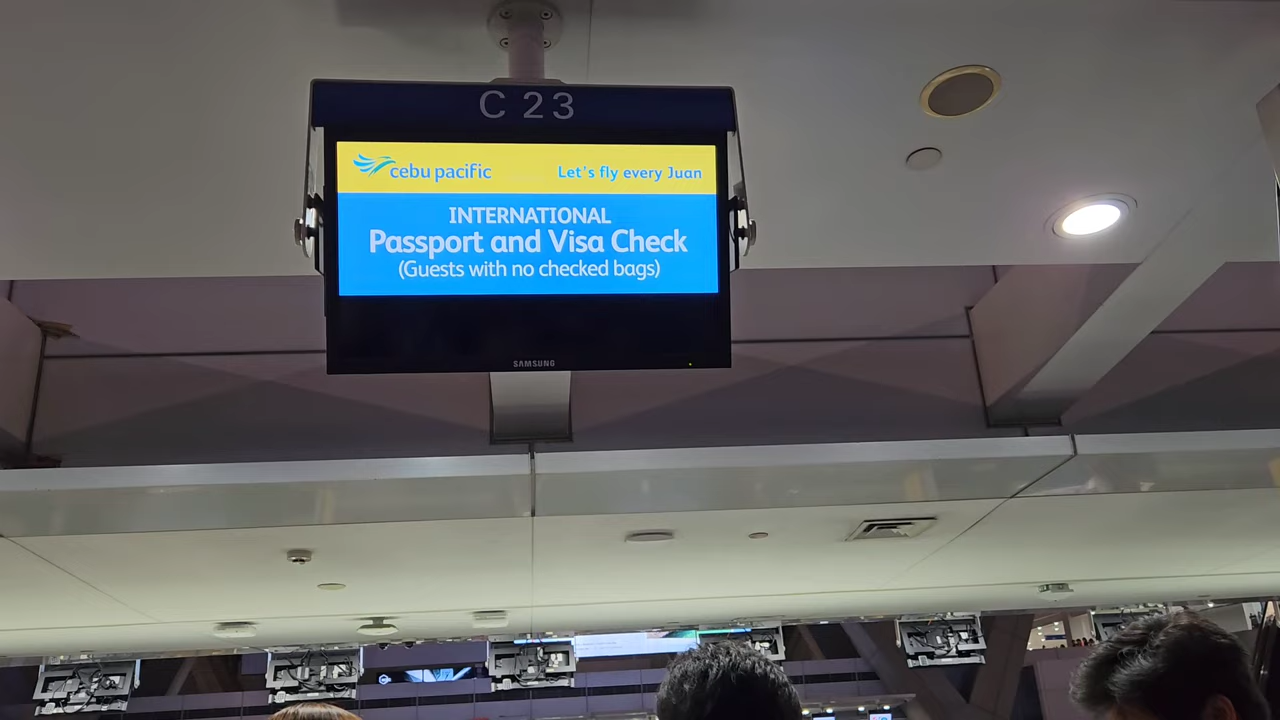 C 23
cebu pacific
Let's fly every Juan
INTERNATIONAL
Passport and Visa Check
(Guests with no checked bags)
SAMSUNG